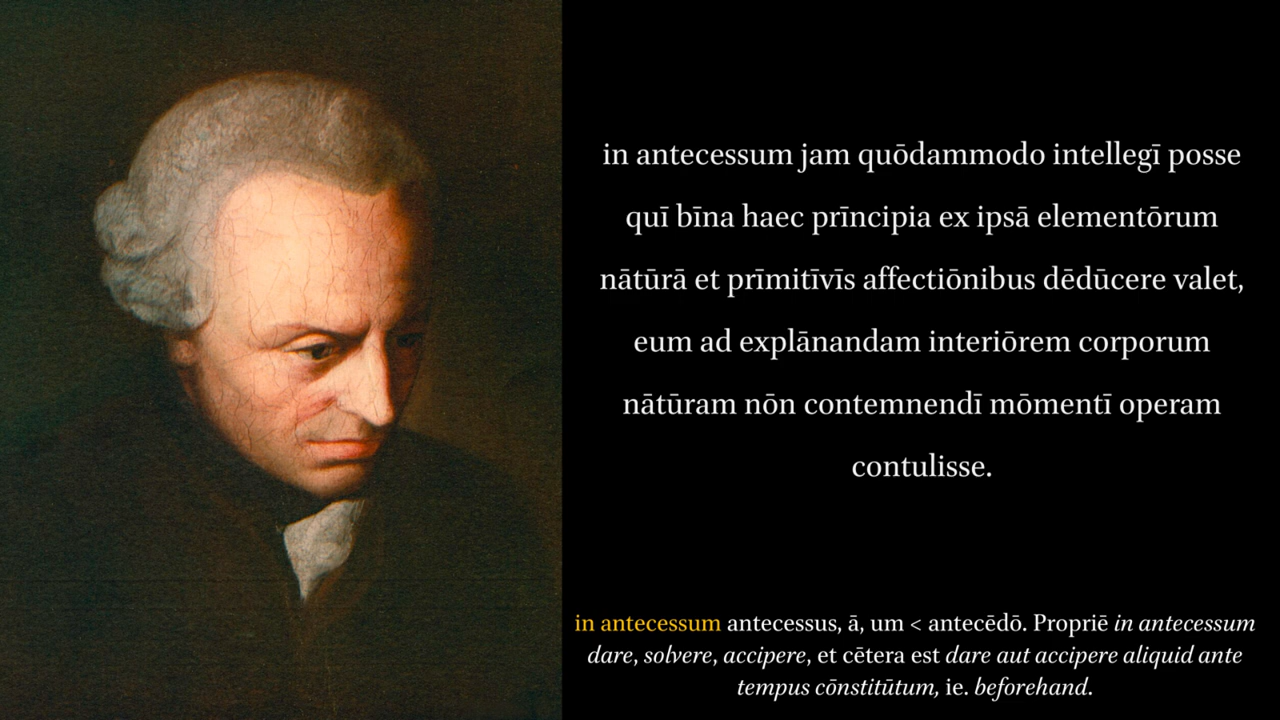 in antecessum jam quōdammodo intellegī posse
quī bīna haec prīncipia ex ipsā elementōrum
nātūrā et prīmitīvīs affectiōnibus dēdūcere valet,
eum ad explānandam interiōrem corporum
nātūram nōn contemnendī mōmentī operam
contulisse.
in antecessum antecessus, ā, um < antecēdō. Propriē in antecessum
dare, solvere, accipere, et cētera est dare aut accipere aliquid ante
tempus cōnstitūtum, ie. beforehand.